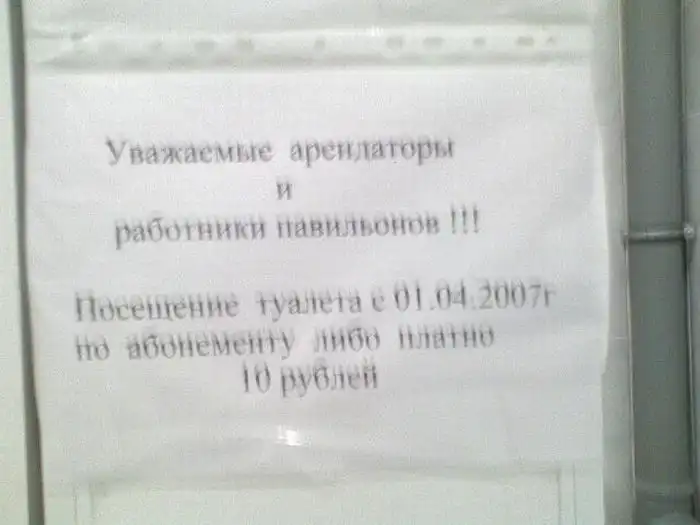 Уважаемые арендаторы
и
работники павильонов !!!
Посещение туалета с 01.04.2007г
по абонементу либо платно
10 рублей